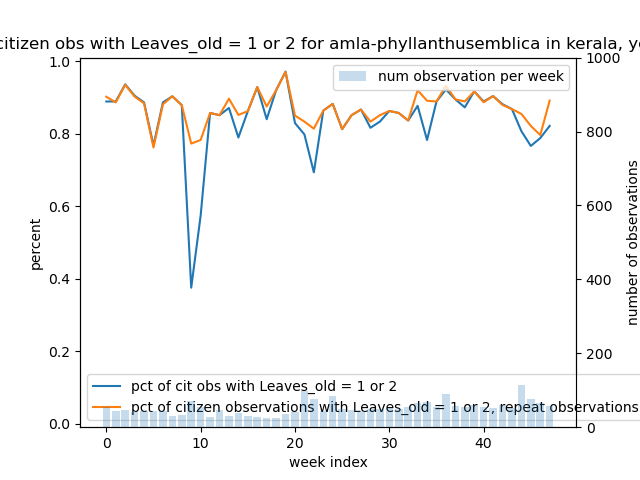 citizen obs with Leaves_old = 1 or 2 for amla-phyllanthusemblica in kerala,
num observation per week
1.0
0.8
0.6
0.4
0.2
0.0
percent
1000
800
600
400
200
0
number of observations
pct of cit obs with Leaves_old = 1 or 2
pct of citizen observations with Leaves_old = 1 or 2, repeat observations
0 10 20 30 40
week index